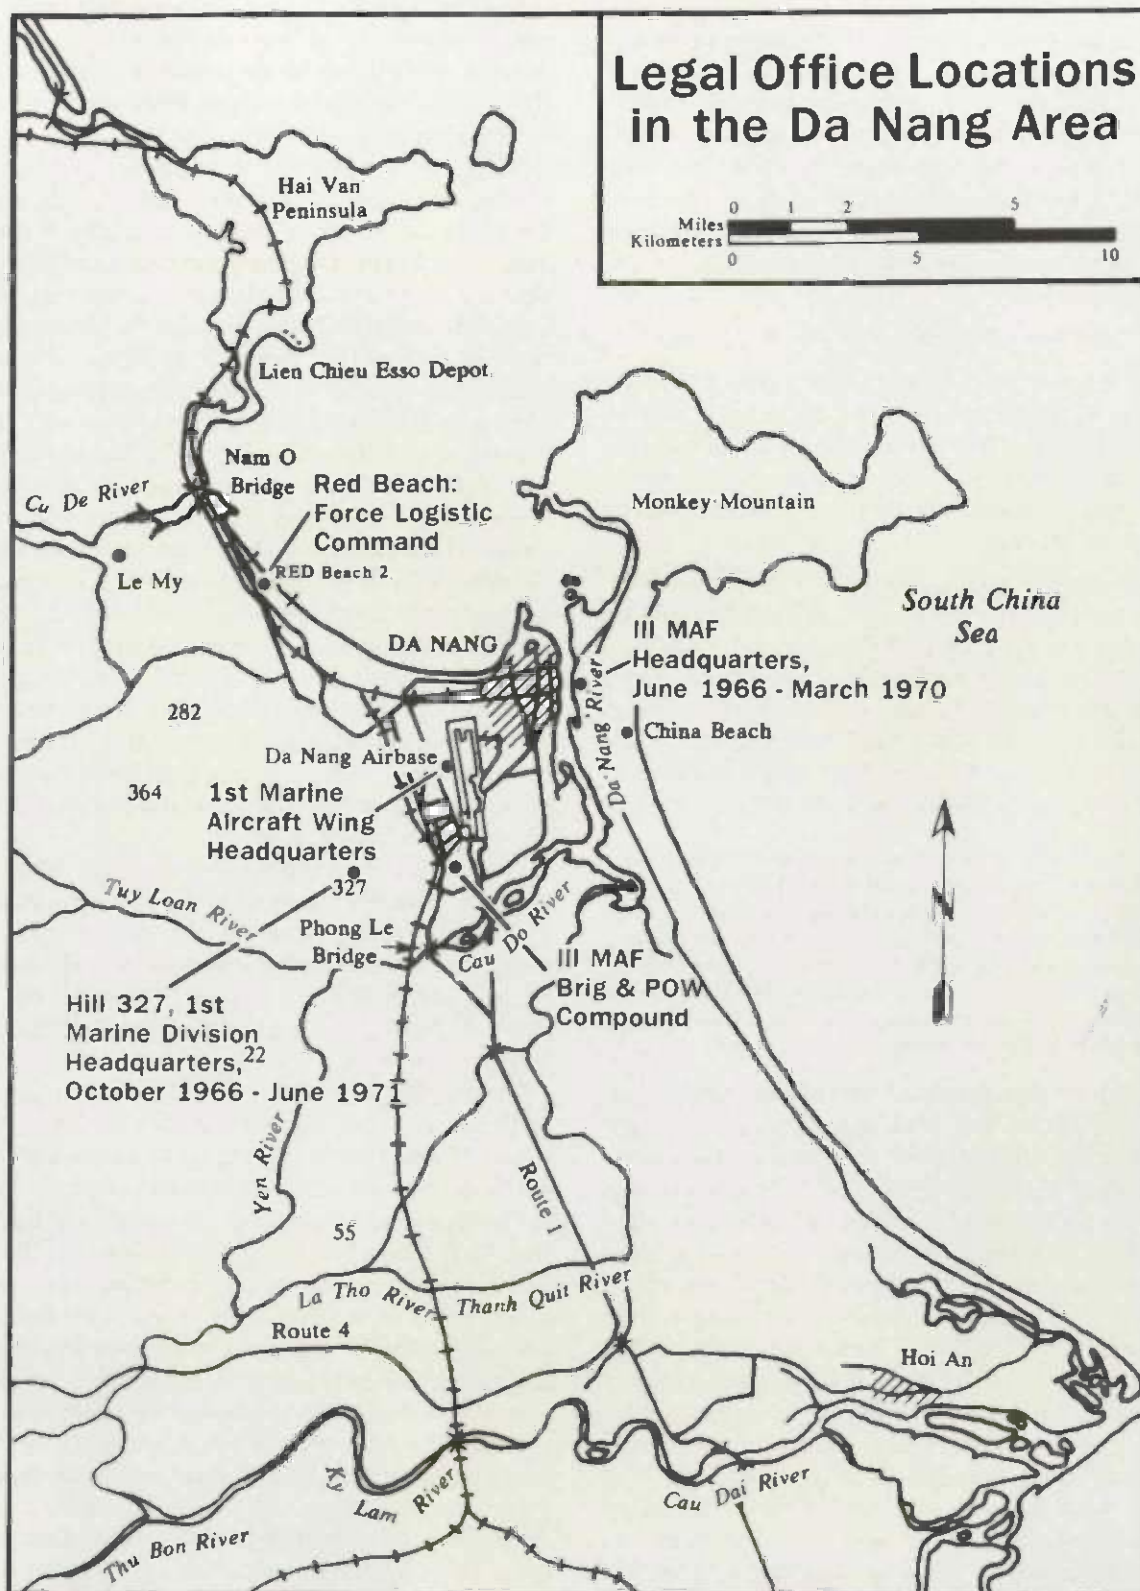 Legal Office Locations
in the Da Nang Area
0 1 2 5
Miles
Kilometers
0 5 10
Hai Van
Peninsula
Lien Chieu Esso Depot
Nam O
Bridge
Cu De River
Red Beach:
Force Logistic
Command
RED Beach 2
Le My
Monkey Mountain
South China
Sea
DA NANG
III MAF
Headquarters,
June 1966 - March 1970
Da Nang River
China Beach
282
Da Nang Airbase
364
1st Marine
Aircraft Wing
Headquarters
327
Tuy Loan River
Phong Le
Bridge
Cau Do River
III MAF
Brig & POW
Compound
N
Hill 327, 1st
Marine Division
Headquarters,22
October 1966 - June 1971
Yen River
Route 1
55
La Tho River
Thanh Quit River
Route 4
Hoi An
Ky Lam River
Cau Dai River
Thu Bon River